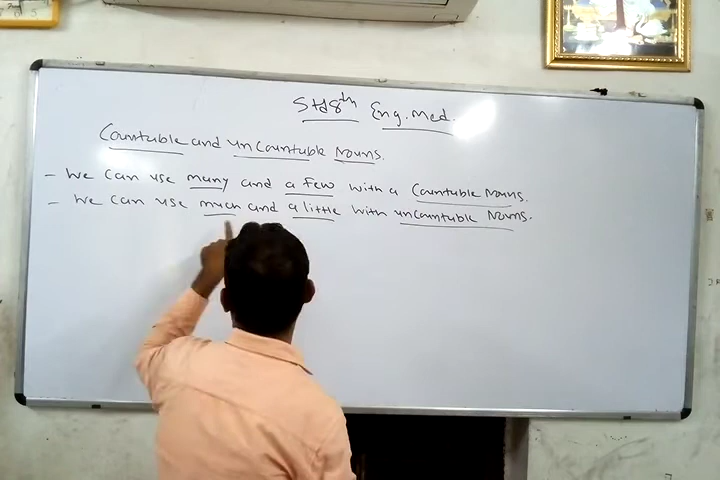 Std 8th Eng. Med.
Countable and uncountable Nouns.
- We can use many and a few with a Countable Nouns.
- We can use much and a little with uncountable Nouns.